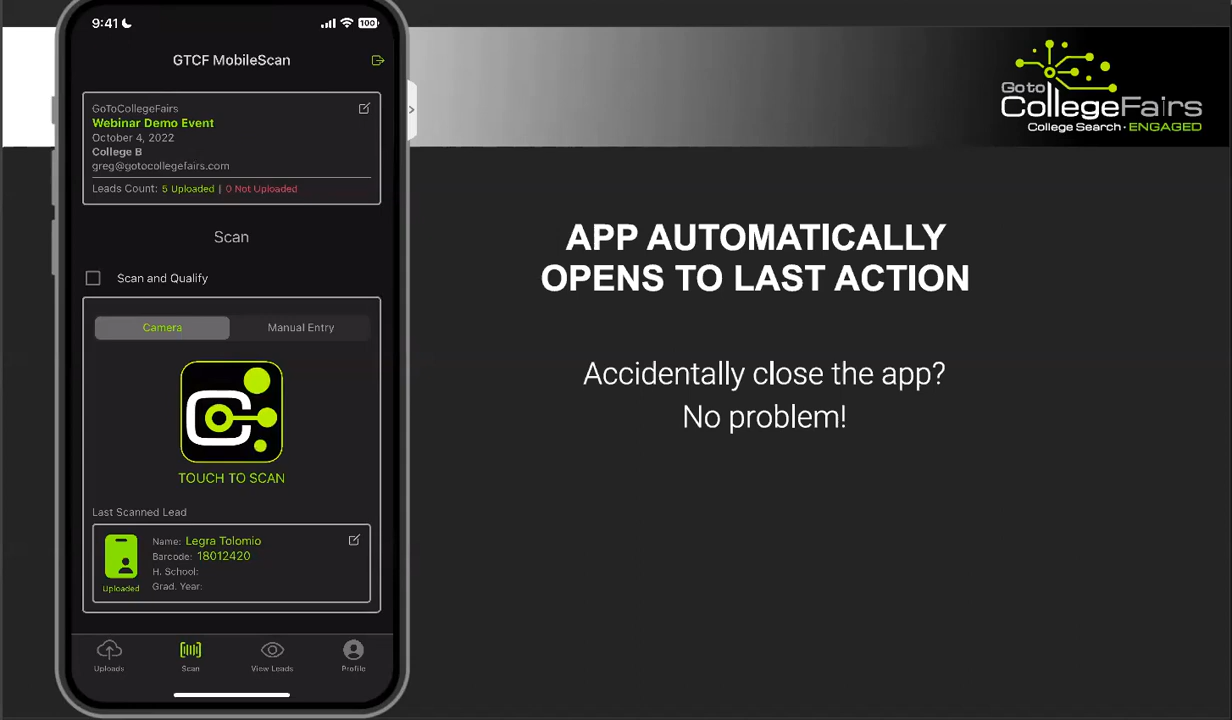 9:41
100
GTCF MobileScan
GoToCollegeFairs
Webinar Demo Event
October 4, 2022
College B
greg@gotocollegefairs.com
Leads Count: 5 Uploaded | 0 Not Uploaded
Scan
Scan and Qualify
Camera
Manual Entry
TOUCH TO SCAN
Last Scanned Lead
Name: Legra Tolomio
Barcode: 18012420
H. School:
Grad. Year:
Uploaded
Uploads
Scan
View Leads
Profile
Go to
CollegeFairs
College Search · ENGAGED
APP AUTOMATICALLY
OPENS TO LAST ACTION
Accidentally close the app?
No problem!